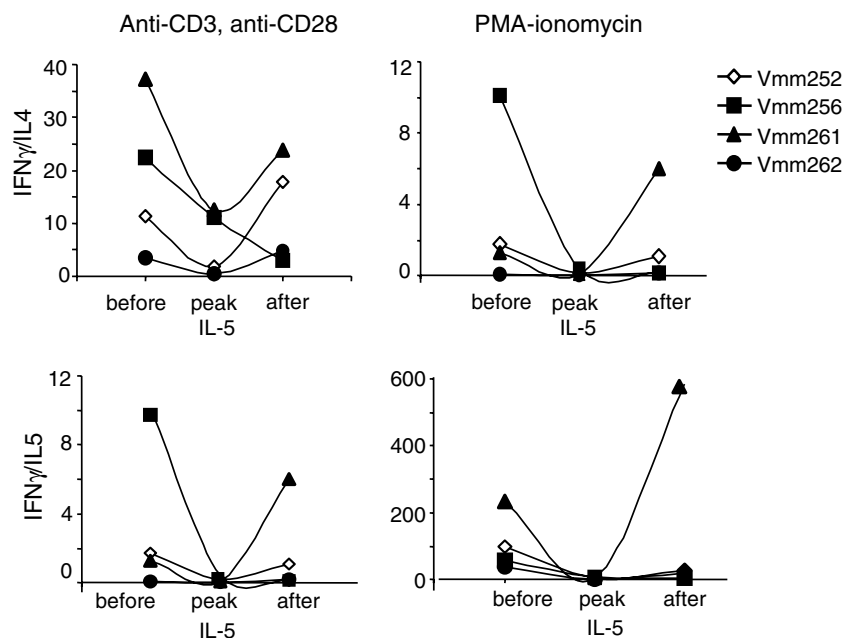 Anti-CD3, anti-CD28
PMA-ionomycin
IFNγ/IL4
40
30
20
10
0
before peak after
IL-5
12
8
4
0
before peak after
IL-5
Vmm252
Vmm256
Vmm261
Vmm262
IFNγ/IL5
12
8
4
0
before peak after
IL-5
600
400
200
0
before peak after
IL-5